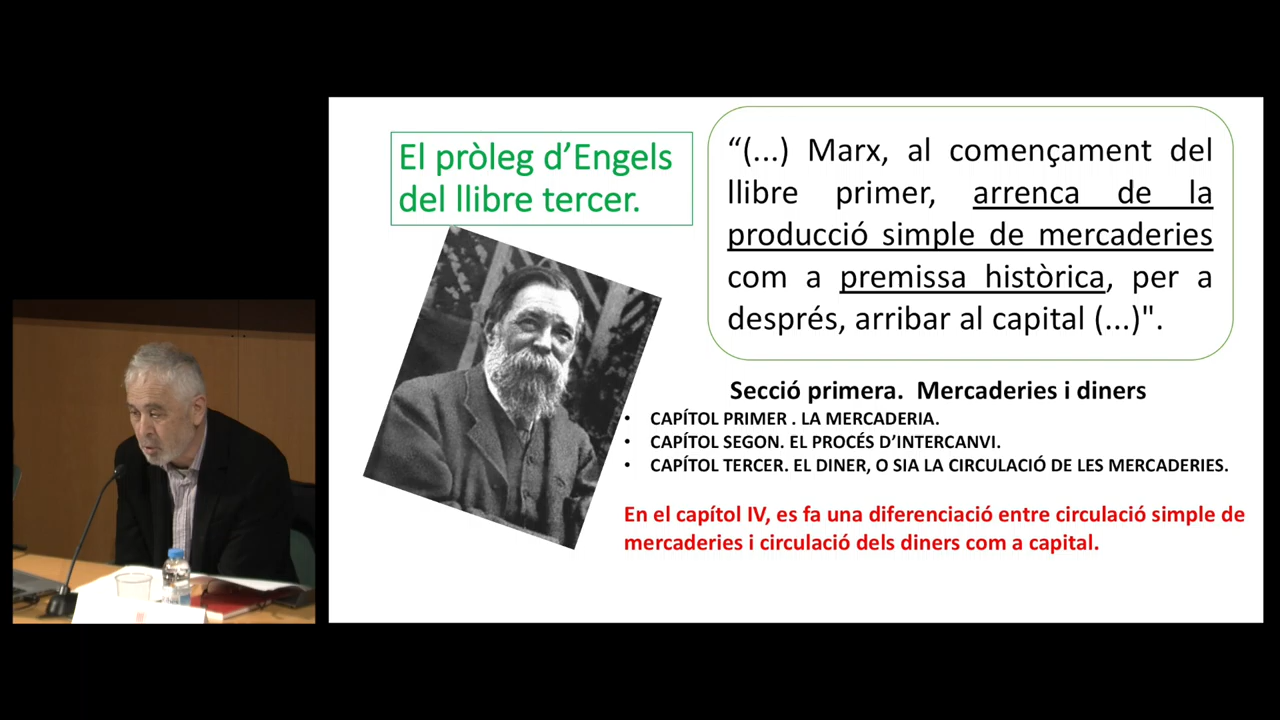 El pròleg d’Engels
del llibre tercer.
“(...) Marx, al començament del
llibre primer, arrenca de la
producció simple de mercaderies
com a premissa històrica, per a
després, arribar al capital (...)".
Secció primera. Mercaderies i diners
• CAPÍTOL PRIMER . LA MERCADERIA.
• CAPÍTOL SEGON. EL PROCÉS D’INTERCANVI.
• CAPÍTOL TERCER. EL DINER, O SIA LA CIRCULACIÓ DE LES MERCADERIES.
En el capítol IV, es fa una diferenciació entre circulació simple de
mercaderies i circulació dels diners com a capital.